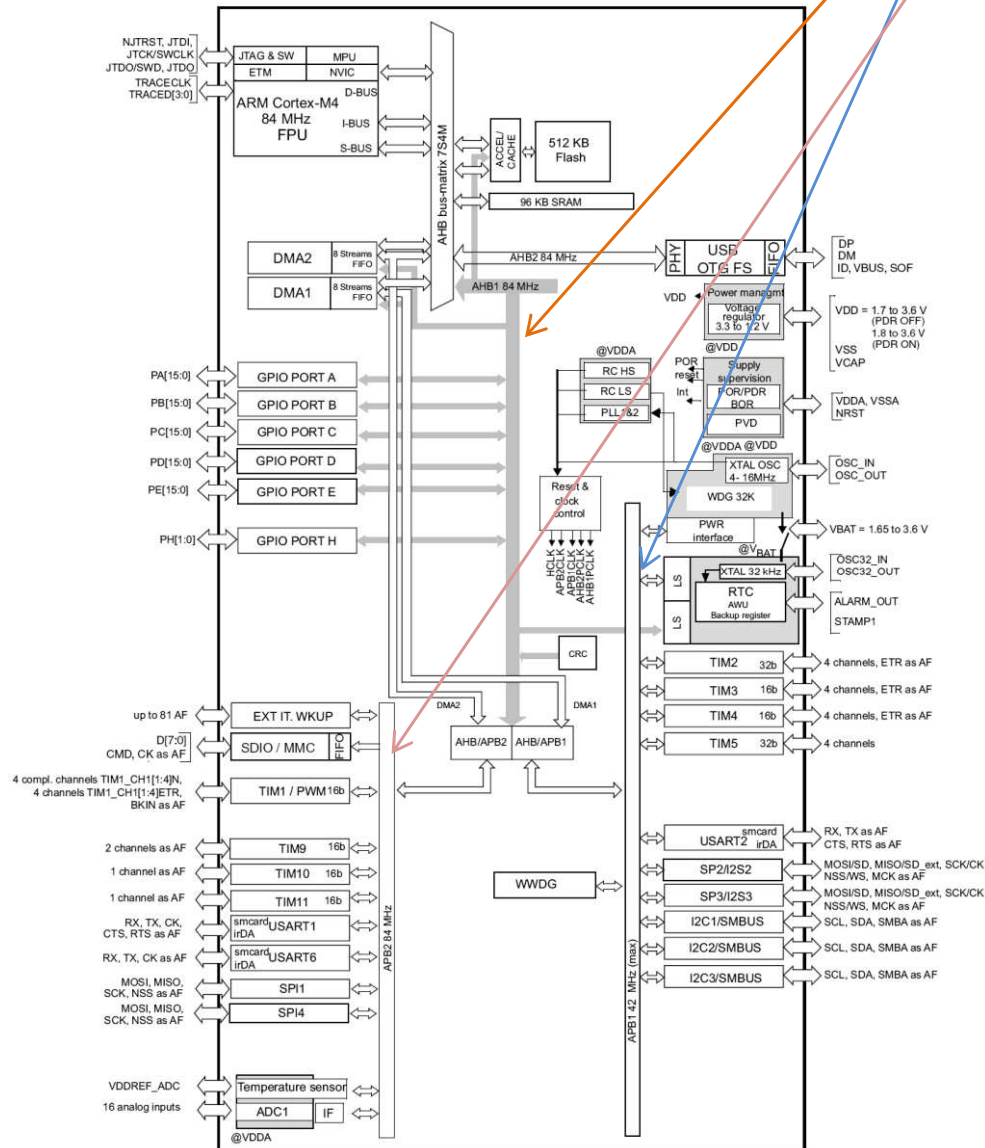 NJTRST, JTDI,
JTCK/SWCLK
JTDO/SWD, JTDO
TRACECLK
TRACED[3:0]
JTAG & SW
MPU
ETM
NVIC
D-BUS
ARM Cortex-M4
84 MHz
FPU
I-BUS
S-BUS
AHB bus-matrix 7S4M
ACCEL/
CACHE
512 KB
Flash
96 KB SRAM
DMA2
8 Streams
FIFO
DMA1
8 Streams
FIFO
AHB2 84 MHz
AHB1 84 MHz
PHY
USB
OTG FS
FIFO
DP
DM
ID, VBUS, SOF
VDD
Power managmt
Voltage
regulator
3.3 to 1.2 V
@VDD
VDD = 1.7 to 3.6 V
(PDR OFF)
1.8 to 3.6 V
(PDR ON)
VSS
VCAP
@VDDA
RC HS
RC LS
PLL1&2
POR
reset
Int
Supply
supervision
POR/PDR
BOR
PVD
VDDA, VSSA
NRST
@VDDA @VDD
XTAL OSC
4- 16MHz
WDG 32K
OSC_IN
OSC_OUT
PA[15:0]
GPIO PORT A
PB[15:0]
GPIO PORT B
PC[15:0]
GPIO PORT C
PD[15:0]
GPIO PORT D
PE[15:0]
GPIO PORT E
PH[1:0]
GPIO PORT H
Reset &
clock
control
HCLK
APB2CLK
APB1CLK
AHB2PCLK
AHB1PCLK
PWR
interface
VBAT = 1.65 to 3.6 V
@VBAT
LS
LS
XTAL 32 kHz
RTC
AWU
Backup register
OSC32_IN
OSC32_OUT
ALARM_OUT
STAMP1
CRC
DMA2
DMA1
AHB/APB2
AHB/APB1
TIM2 32b
4 channels, ETR as AF
TIM3 16b
4 channels, ETR as AF
TIM4 16b
4 channels, ETR as AF
TIM5 32b
4 channels
up to 81 AF
EXT IT. WKUP
D[7:0]
CMD, CK as AF
SDIO / MMC
FIFO
4 compl. channels TIM1_CH1[1:4]N,
4 channels TIM1_CH1[1:4]ETR,
BKIN as AF
TIM1 / PWM 16b
2 channels as AF
TIM9 16b
1 channel as AF
TIM10 16b
1 channel as AF
TIM11 16b
RX, TX, CK,
CTS, RTS as AF
smcard
irDA
USART1
RX, TX, CK as AF
smcard
irDA
USART6
MOSI, MISO,
SCK, NSS as AF
SPI1
MOSI, MISO,
SCK, NSS as AF
SPI4
VDDREF_ADC
Temperature sensor
16 analog inputs
ADC1
IF
@VDDA
APB2 84 MHz
WWDG
APB1 42 MHz (max)
USART2
smcard
irDA
RX, TX as AF
CTS, RTS as AF
SP2/I2S2
MOSI/SD, MISO/SD_ext, SCK/CK
NSS/WS, MCK as AF
SP3/I2S3
MOSI/SD, MISO/SD_ext, SCK/CK
NSS/WS, MCK as AF
I2C1/SMBUS
SCL, SDA, SMBA as AF
I2C2/SMBUS
SCL, SDA, SMBA as AF
I2C3/SMBUS
SCL, SDA, SMBA as AF